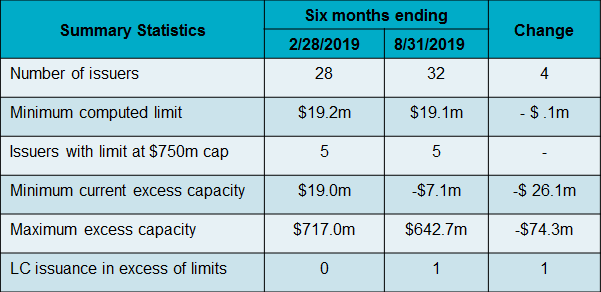 Summary Statistics Six months ending Change
2/28/2019 8/31/2019
Number of issuers 28 32 4
Minimum computed limit $19.2m $19.1m - $ .1m
Issuers with limit at $750m cap 5 5 -
Minimum current excess capacity $19.0m -$7.1m -$ 26.1m
Maximum excess capacity $717.0m $642.7m -$74.3m
LC issuance in excess of limits 0 1 1